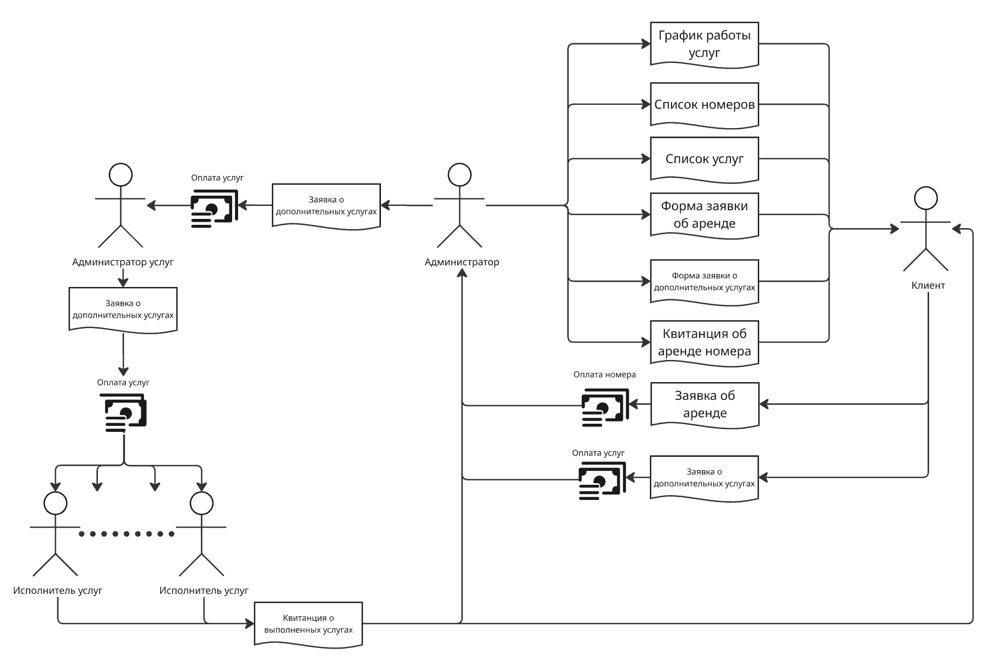 График работы
услуг
Список номеров
Список услуг
Форма заявки
об аренде
Форма заявки о
дополнительных услугах
Квитанция об
аренде номера
Оплата услуг
Заявка о
дополнительных услугах
Администратор услуг
Администратор
Клиент
Заявка о
дополнительных услугах
Оплата услуг
Оплата номера
Заявка об
аренде
Оплата услуг
Заявка о
дополнительных услугах
Исполнитель услуг
Исполнитель услуг
Квитанция о
выполненных услугах